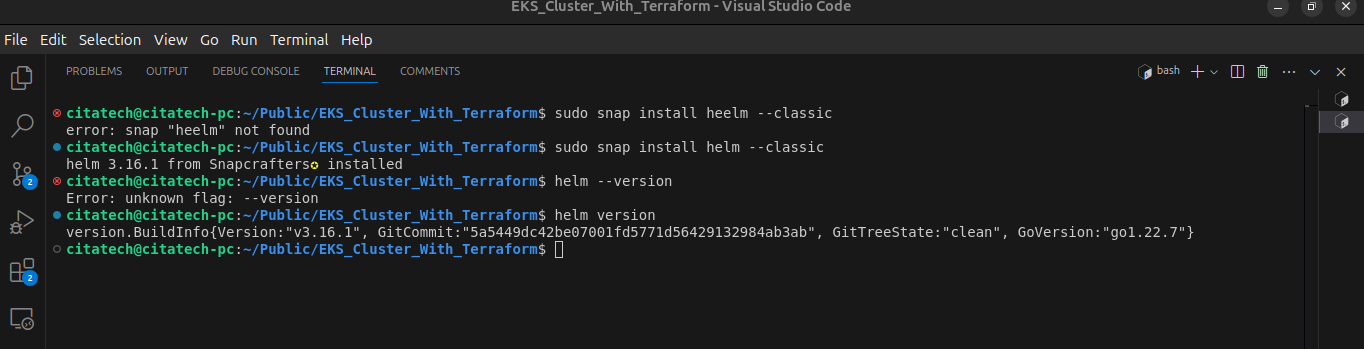 EKS_Cluster_With_Terraform - Visual Studio Code
File Edit Selection View Go Run Terminal Help
PROBLEMS OUTPUT DEBUG CONSOLE TERMINAL COMMENTS bash
citatech@citatech-pc:~/Public/EKS_Cluster_With_Terraform$ sudo snap install heelm --classic
error: snap "heelm" not found
citatech@citatech-pc:~/Public/EKS_Cluster_With_Terraform$ sudo snap install helm --classic
helm 3.16.1 from Snapcrafters✪ installed
citatech@citatech-pc:~/Public/EKS_Cluster_With_Terraform$ helm --version
Error: unknown flag: --version
citatech@citatech-pc:~/Public/EKS_Cluster_With_Terraform$ helm version
version.BuildInfo{Version:"v3.16.1", GitCommit:"5a5449dc42be07001fd5771d56429132984ab3ab", GitTreeState:"clean", GoVersion:"go1.22.7"}
citatech@citatech-pc:~/Public/EKS_Cluster_With_Terraform$
2
2